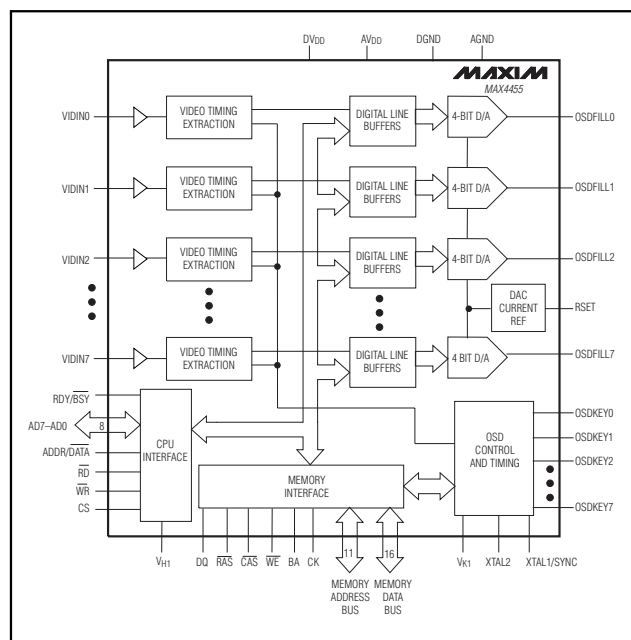 DVDD AVDD DGND AGND
MAXIM
MAX4455
VIDIN0
VIDEO TIMING
EXTRACTION
DIGITAL LINE
BUFFERS
4-BIT D/A
OSDFILL0
VIDIN1
VIDEO TIMING
EXTRACTION
DIGITAL LINE
BUFFERS
4-BIT D/A
OSDFILL1
VIDIN2
VIDEO TIMING
EXTRACTION
DIGITAL LINE
BUFFERS
4-BIT D/A
OSDFILL2
DAC
CURRENT
REF
RSET
VIDIN7
VIDEO TIMING
EXTRACTION
DIGITAL LINE
BUFFERS
4 BIT D/A
OSDFILL7
RDY/BSY
AD7–AD0
8
ADDR/DATA
RD
WR
CS
CPU
INTERFACE
MEMORY
INTERFACE
OSD
CONTROL
AND TIMING
OSDKEY0
OSDKEY1
OSDKEY2
OSDKEY7
VH1
DQ RAS CAS WE BA CK
11
16
MEMORY
ADDRESS
BUS
MEMORY
DATA
BUS
VK1 XTAL2 XTAL1/SYNC